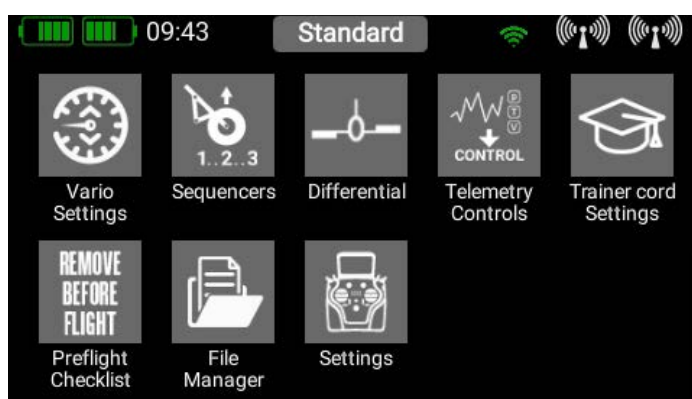 09:43
Standard
1..2..3
P
T
V
CONTROL
Vario
Settings
Sequencers
Differential
Telemetry
Controls
Trainer cord
Settings
REMOVE
BEFORE
FLIGHT
Preflight
Checklist
File
Manager
Settings